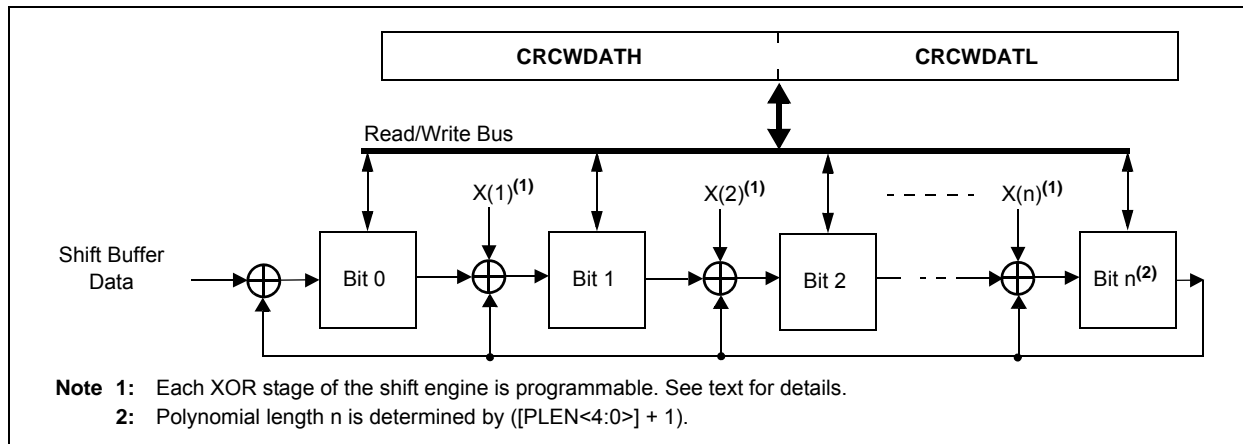 CRCWDATH CRCWDATL
Read/Write Bus
X(1)(1) X(2)(1) X(n)(1)
Shift Buffer
Data
Bit 0 Bit 1 Bit 2 Bit n(2)
Note 1: Each XOR stage of the shift engine is programmable. See text for details.
2: Polynomial length n is determined by ([PLEN<4:0>] + 1).